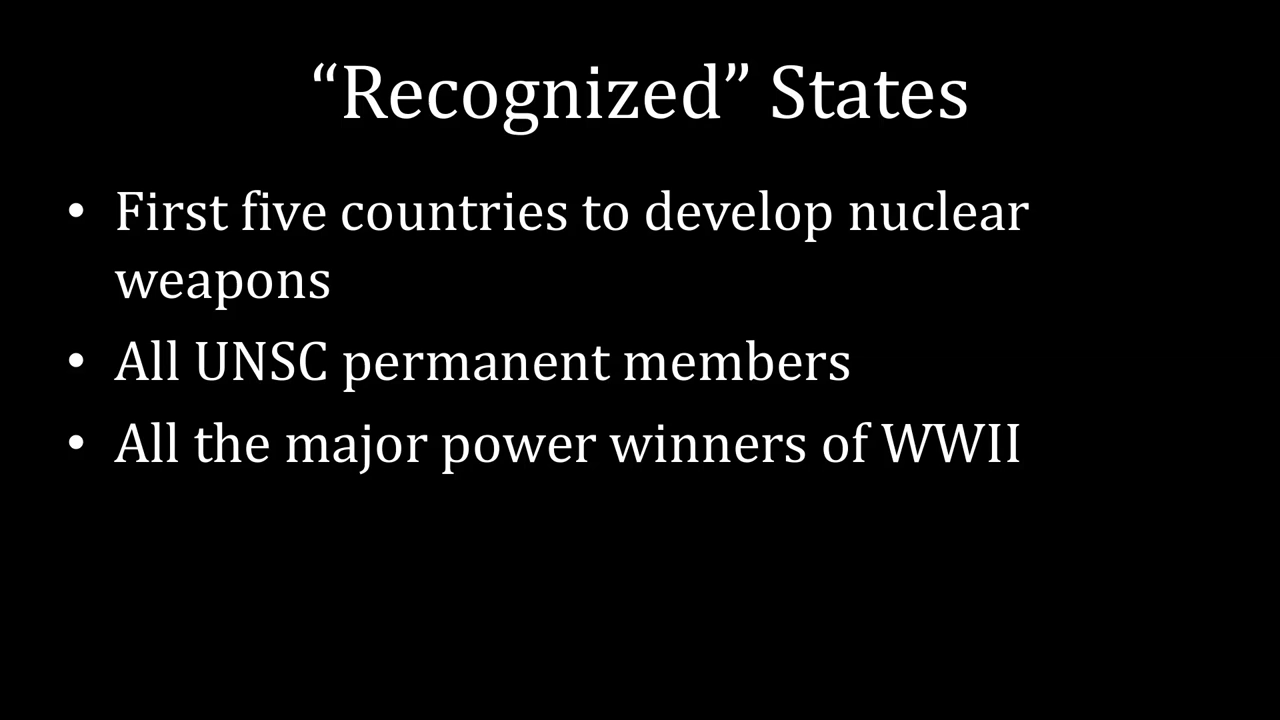 “Recognized” States
• First five countries to develop nuclear
weapons
• All UNSC permanent members
• All the major power winners of WWII